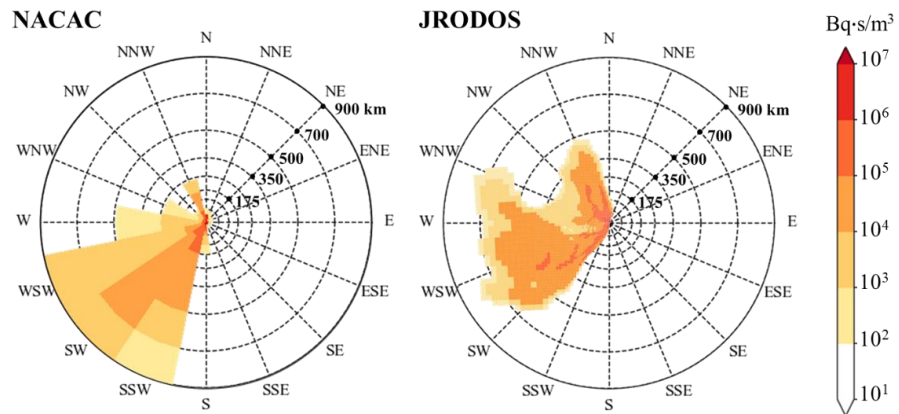 NACAC
N
NNE
NE
ENE
E
ESE
SE
SSE
S
SSW
SW
WSW
W
WNW
NW
NNW
900 km
700
500
350
175
JRODOS
N
NNE
NE
ENE
E
ESE
SE
SSE
S
SSW
SW
WSW
W
WNW
NW
NNW
900 km
700
500
350
175
Bq·s/m³
10⁷
10⁶
10⁵
10⁴
10³
10²
10¹